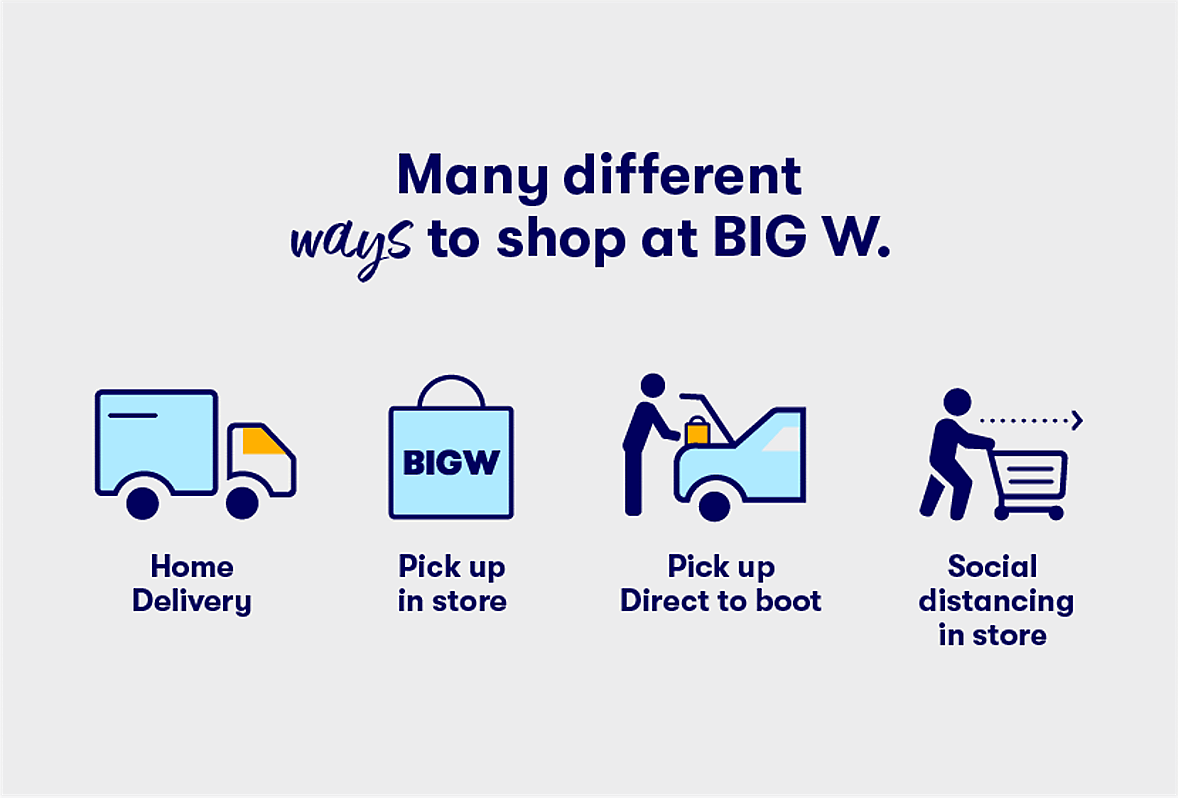 Many different
ways to shop at BIG W.
BIGW
Home
Delivery
Pick up
in store
Pick up
Direct to boot
Social
distancing
in store